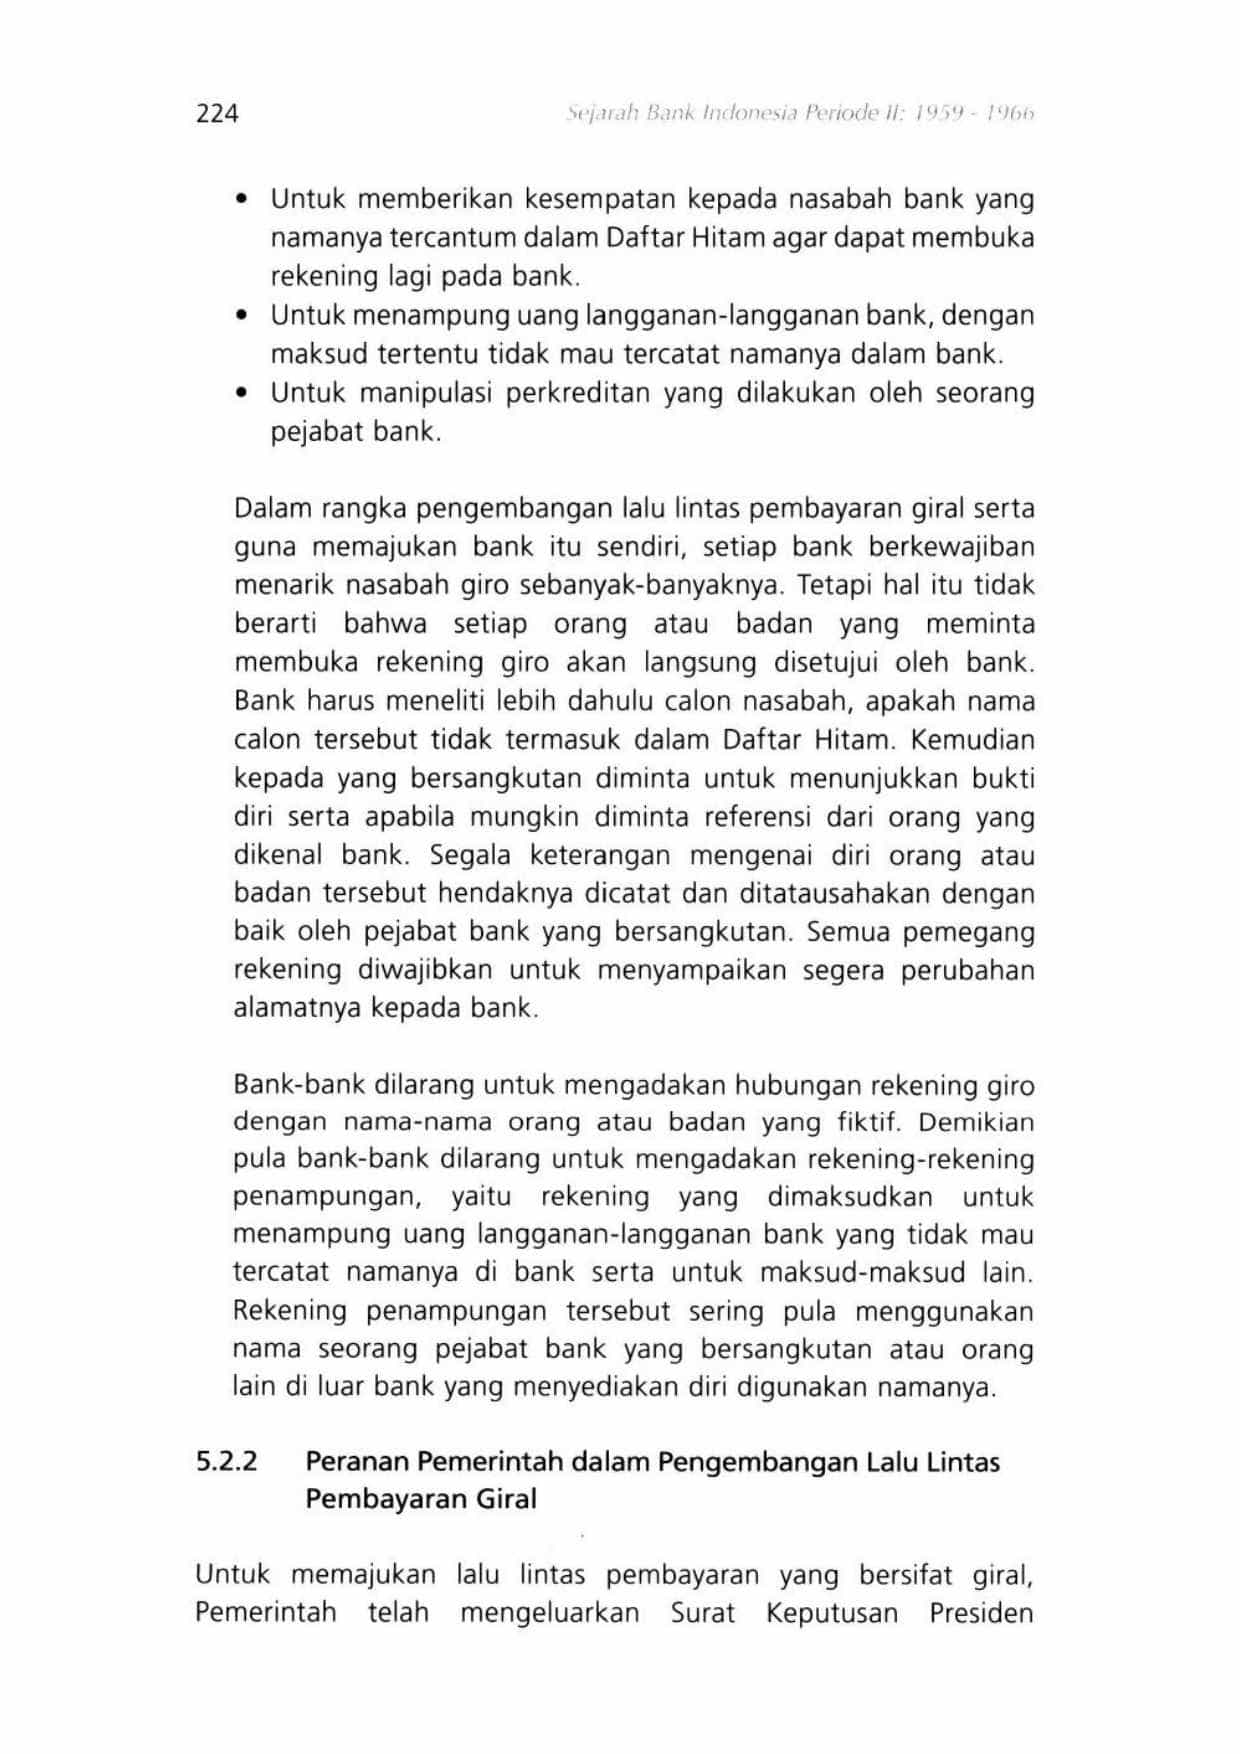 224
Sejarah Bank Indonesia Periode II: 1959 - 1966
• Untuk memberikan kesempatan kepada nasabah bank yang
namanya tercantum dalam Daftar Hitam agar dapat membuka
rekening lagi pada bank.
• Untuk menampung uang langganan-langganan bank, dengan
maksud tertentu tidak mau tercatat namanya dalam bank.
• Untuk manipulasi perkreditan yang dilakukan oleh seorang
pejabat bank.
Dalam rangka pengembangan lalu lintas pembayaran giral serta
guna memajukan bank itu sendiri, setiap bank berkewajiban
menarik nasabah giro sebanyak-banyaknya. Tetapi hal itu tidak
berarti bahwa setiap orang atau badan yang meminta
membuka rekening giro akan langsung disetujui oleh bank.
Bank harus meneliti lebih dahulu calon nasabah, apakah nama
calon tersebut tidak termasuk dalam Daftar Hitam. Kemudian
kepada yang bersangkutan diminta untuk menunjukkan bukti
diri serta apabila mungkin diminta referensi dari orang yang
dikenal bank. Segala keterangan mengenai diri orang atau
badan tersebut hendaknya dicatat dan ditatausahakan dengan
baik oleh pejabat bank yang bersangkutan. Semua pemegang
rekening diwajibkan untuk menyampaikan segera perubahan
alamatnya kepada bank.
Bank-bank dilarang untuk mengadakan hubungan rekening giro
dengan nama-nama orang atau badan yang fiktif. Demikian
pula bank-bank dilarang untuk mengadakan rekening-rekening
penampungan, yaitu rekening yang dimaksudkan untuk
menampung uang langganan-langganan bank yang tidak mau
tercatat namanya di bank serta untuk maksud-maksud lain.
Rekening penampungan tersebut sering pula menggunakan
nama seorang pejabat bank yang bersangkutan atau orang
lain di luar bank yang menyediakan diri digunakan namanya.
5.2.2 Peranan Pemerintah dalam Pengembangan Lalu Lintas
Pembayaran Giral
Untuk memajukan lalu lintas pembayaran yang bersifat giral,
Pemerintah telah mengeluarkan Surat Keputusan Presiden